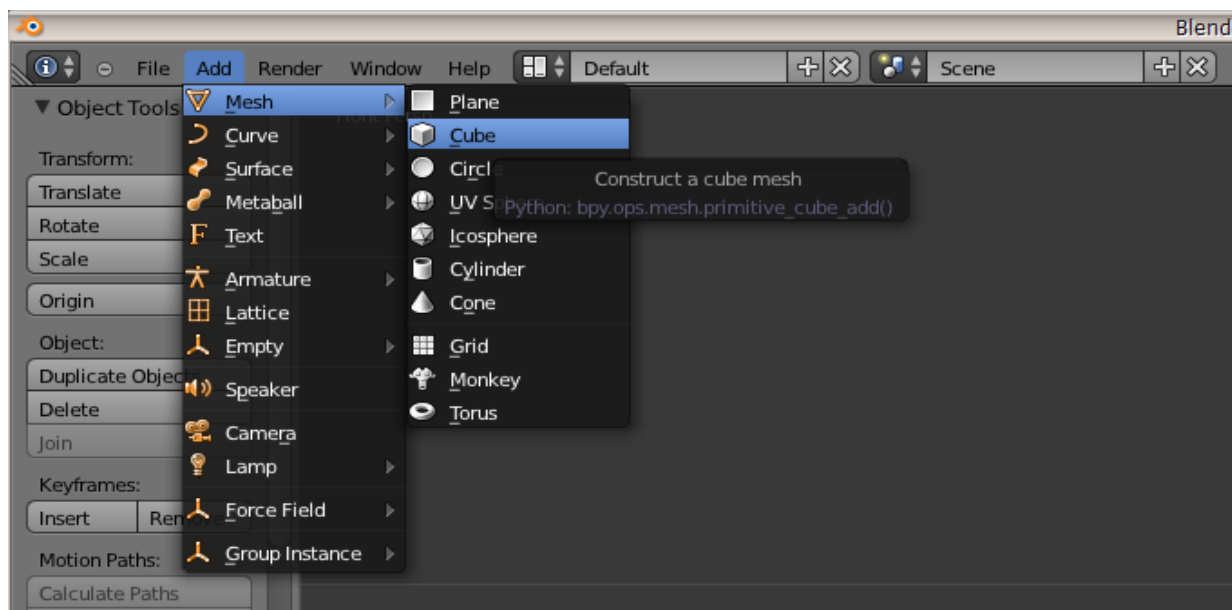 Blend
File Add Render Window Help Default Scene
Object Tools
Transform:
Translate
Rotate
Scale
Origin
Object:
Duplicate Objects
Delete
Join
Keyframes:
Insert Remove
Motion Paths:
Calculate Paths
Mesh
Curve
Surface
Metaball
Text
Armature
Lattice
Empty
Speaker
Camera
Lamp
Force Field
Group Instance
Plane
Cube
Circl
UV Sp
Icosphere
Cylinder
Cone
Grid
Monkey
Torus
Construct a cube mesh
Python: bpy.ops.mesh.primitive_cube_add()